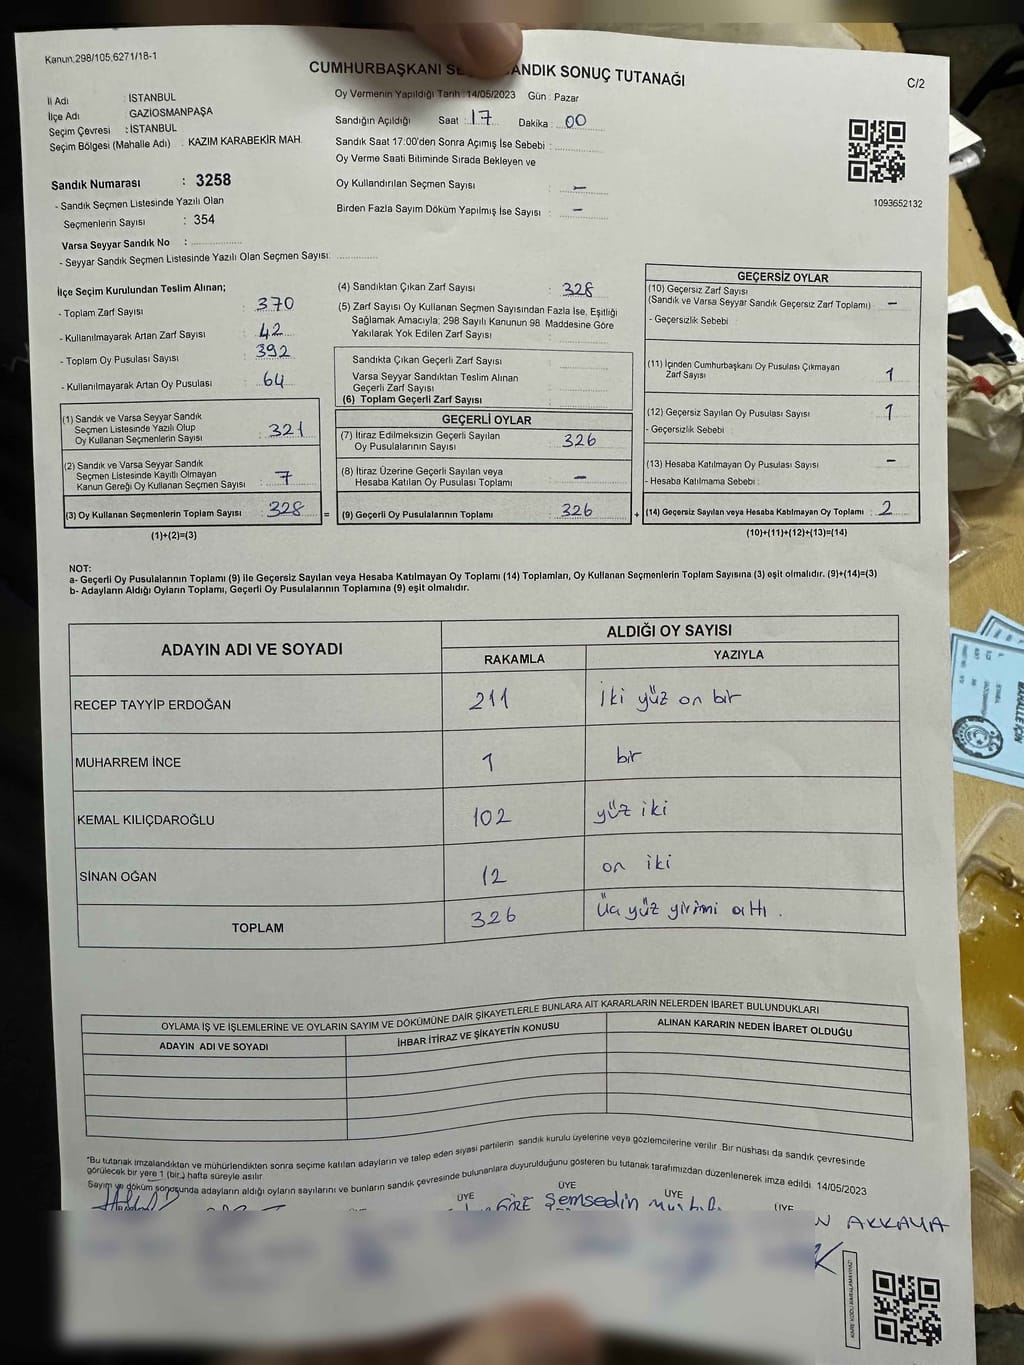 Kanun:298/105,6271/18-1
CUMHURBAŞKANI SE ANDIK SONUÇ TUTANAĞI
C/2
İl Adı : İSTANBUL
İlçe Adı : GAZİOSMANPAŞA
Seçim Çevresi : İSTANBUL
Seçim Bölgesi (Mahalle Adı) : KAZIM KARABEKİR MAH.
Sandık Numarası : 3258
- Sandık Seçmen Listesinde Yazılı Olan
Seçmenlerin Sayısı : 354
Varsa Seyyar Sandık No :
- Seyyar Sandık Seçmen Listesinde Yazılı Olan Seçmen Sayısı:
Oy Vermenin Yapıldığı Tarih :14/05/2023 Gün : Pazar
Sandığın Açıldığı Saat : 17 Dakika : 00
Sandık Saat 17:00'den Sonra Açımış İse Sebebi :
Oy Verme Saati Bitiminde Sırada Bekleyen ve
Oy Kullandırılan Seçmen Sayısı : –
Birden Fazla Sayım Döküm Yapılmış İse Sayısı : –
1093652132
İlçe Seçim Kurulundan Teslim Alınan;
- Toplam Zarf Sayısı : 370
- Kullanılmayarak Artan Zarf Sayısı : 42
- Toplam Oy Pusulası Sayısı : 392
- Kullanılmayarak Artan Oy Pusulası : 64
(1) Sandık ve Varsa Seyyar Sandık
Seçmen Listesinde Yazılı Olup
Oy Kullanan Seçmenlerin Sayısı : 321
(2) Sandık ve Varsa Seyyar Sandık
Seçmen Listesinde Kayıtlı Olmayan
Kanun Gereği Oy Kullanan Seçmen Sayısı : 7
(3) Oy Kullanan Seçmenlerin Toplam Sayısı : 328
(1)+(2)=(3)
(4) Sandıktan Çıkan Zarf Sayısı : 328
(5) Zarf Sayısı Oy Kullanan Seçmen Sayısından Fazla İse, Eşitliği
Sağlamak Amacıyla; 298 Sayılı Kanunun 98. Maddesine Göre
Yakılarak Yok Edilen Zarf Sayısı :
Sandıkta Çıkan Geçerli Zarf Sayısı :
Varsa Seyyar Sandıktan Teslim Alınan
Geçerli Zarf Sayısı :
(6) Toplam Geçerli Zarf Sayısı :
GEÇERLİ OYLAR
(7) İtiraz Edilmeksizin Geçerli Sayılan
Oy Pusulalarının Sayısı : 326
(8) İtiraz Üzerine Geçerli Sayılan veya
Hesaba Katılan Oy Pusulası Toplamı : –
= (9) Geçerli Oy Pusulalarının Toplamı : 326
GEÇERSİZ OYLAR
(10) Geçersiz Zarf Sayısı
(Sandık ve Varsa Seyyar Sandık Geçersiz Zarf Toplamı) : –
- Geçersizlik Sebebi :
(11) İçinden Cumhurbaşkanı Oy Pusulası Çıkmayan
Zarf Sayısı : 1
(12) Geçersiz Sayılan Oy Pusulası Sayısı : 1
- Geçersizlik Sebebi :
(13) Hesaba Katılmayan Oy Pusulası Sayısı : –
- Hesaba Katılmama Sebebi :
+ (14) Geçersiz Sayılan veya Hesaba Katılmayan Oy Toplamı : 2
(10)+(11)+(12)+(13)=(14)
NOT:
a- Geçerli Oy Pusulalarının Toplamı (9) ile Geçersiz Sayılan veya Hesaba Katılmayan Oy Toplamı (14) Toplamları, Oy Kullanan Seçmenlerin Toplam Sayısına (3) eşit olmalıdır. (9)+(14)=(3)
b- Adayların Aldığı Oyların Toplamı, Geçerli Oy Pusulalarının Toplamına (9) eşit olmalıdır.
ADAYIN ADI VE SOYADI
ALDIĞI OY SAYISI
RAKAMLA YAZIYLA
RECEP TAYYİP ERDOĞAN 211 İki yüz on bir
MUHARREM İNCE 1 bir
KEMAL KILIÇDAROĞLU 102 yüz iki
SİNAN OĞAN 12 on iki
TOPLAM 326 Üç yüz yirmi altı.
OYLAMA İŞ VE İŞLEMLERİNE VE OYLARIN SAYIM VE DÖKÜMÜNE DAİR ŞİKAYETLERLE BUNLARA AİT KARARLARIN NELERDEN İBARET BULUNDUKLARI
ADAYIN ADI VE SOYADI İHBAR İTİRAZ VE ŞİKAYETİN KONUSU ALINAN KARARIN NEDEN İBARET OLDUĞU
*Bu tutanak imzalandıktan ve mühürlendikten sonra seçime katılan adayların ve talep eden siyasi partilerin sandık kurulu üyelerine veya gözlemcilerine verilir. Bir nüshası da sandık çevresinde
görülecek bir yere 1 (bir) hafta süreyle asılır.
Sayım ve döküm sonucunda adayların aldığı oyların sayılarını ve bunların sandık çevresinde bulunanlara duyurulduğunu gösteren bu tutanak tarafımızdan düzenlenerek imza edildi. 14/05/2023
ÜYE ÜYE ÜYE ÜYE
Şemsedin
AKKAYA
MAHALLE İÇİN